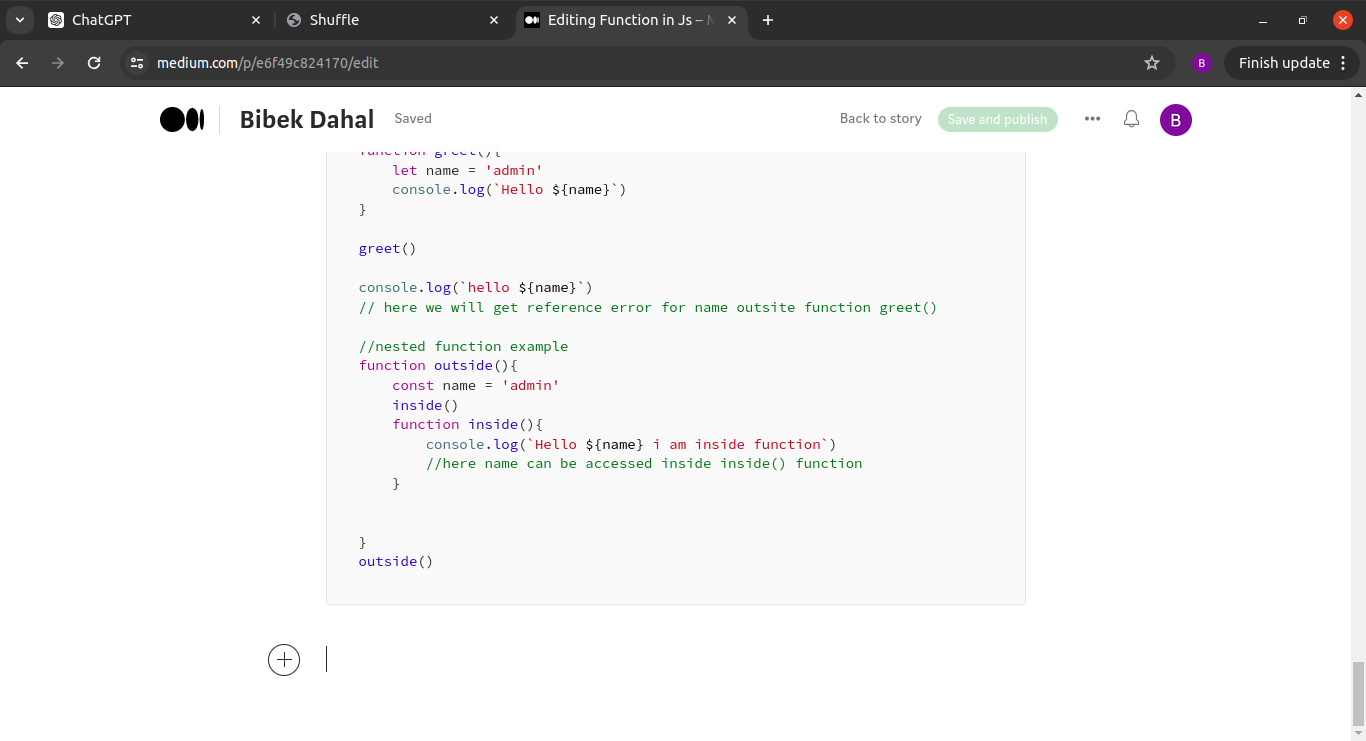 ChatGPT
Shuffle
Editing Function in Js –
medium.com/p/e6f49c824170/edit
B
Finish update
Bibek Dahal
Saved
Back to story
Save and publish
B
function greet(){
    let name = 'admin'
    console.log(`Hello ${name}`)
}
greet()
console.log(`hello ${name}`)
// here we will get reference error for name outsite function greet()
//nested function example
function outside(){
    const name = 'admin'
    inside()
    function inside(){
        console.log(`Hello ${name} i am inside function`)
        //here name can be accessed inside inside() function
    }
}
outside()